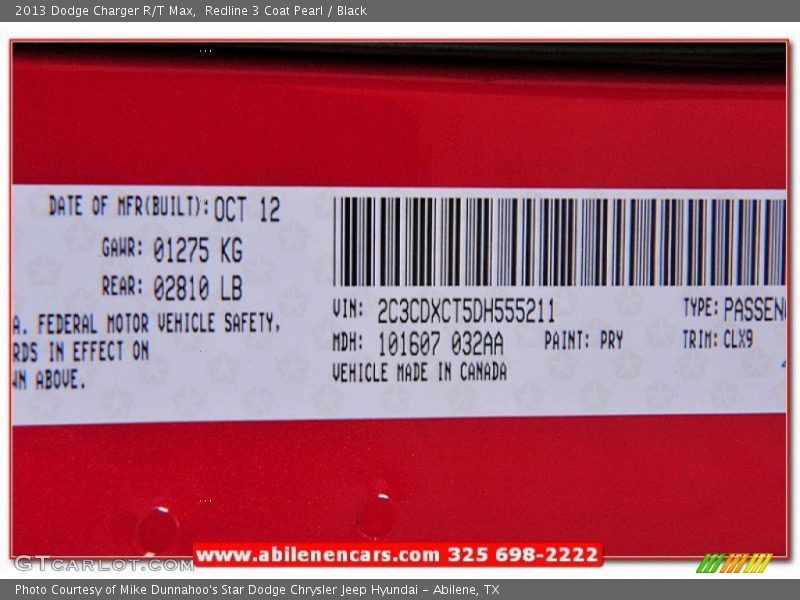 2013 Dodge Charger R/T Max,  Redline 3 Coat Pearl / Black
DATE OF MFR(BUILT): OCT 12
GAWR: 01275 KG
REAR: 02810 LB
A. FEDERAL MOTOR VEHICLE SAFETY,
RDS IN EFFECT ON
WN ABOVE.
VIN: 2C3CDXCT5DH555211
TYPE: PASSEN
MDH: 101607 032AA
PAINT: PRY
TRIM: CLX9
VEHICLE MADE IN CANADA
www.abilenencars.com 325 698-2222
GTcarlot.com
Photo Courtesy of Mike Dunnahoo's Star Dodge Chrysler Jeep Hyundai - Abilene, TX